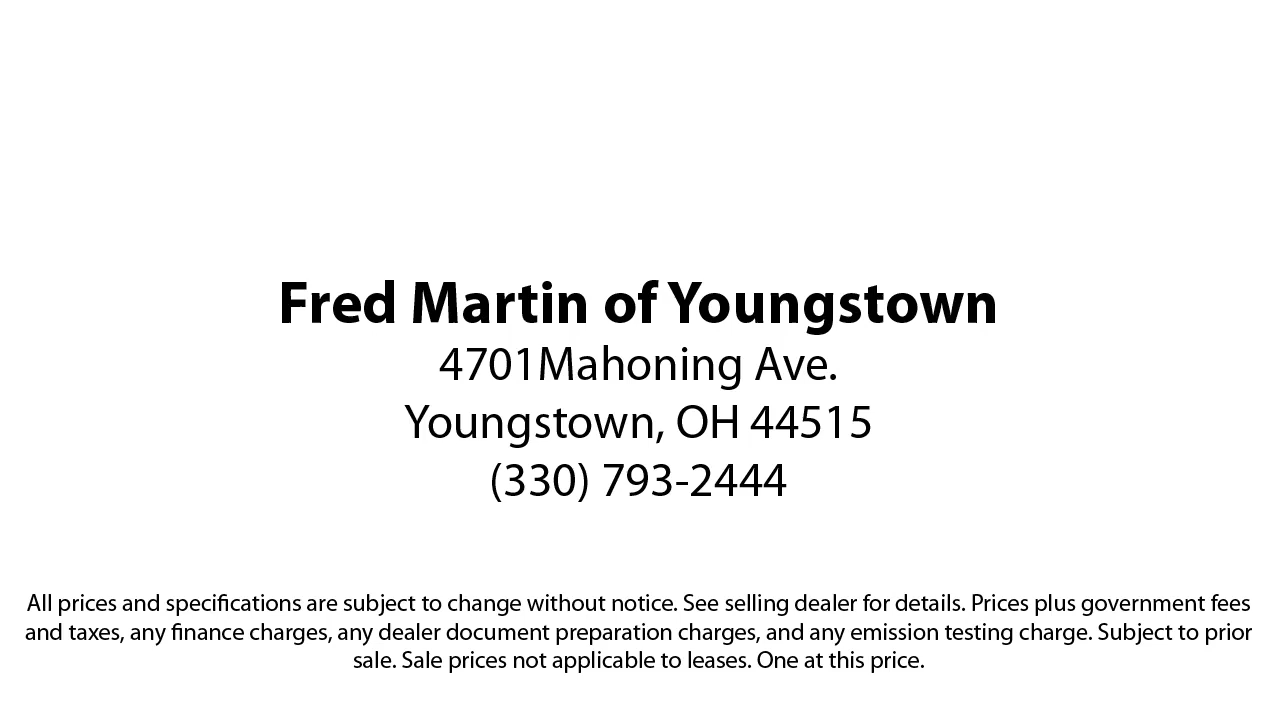 Fred Martin of Youngstown
4701Mahoning Ave.
Youngstown, OH 44515
(330) 793-2444
All prices and specifications are subject to change without notice. See selling dealer for details. Prices plus government fees
and taxes, any finance charges, any dealer document preparation charges, and any emission testing charge. Subject to prior
sale. Sale prices not applicable to leases. One at this price.